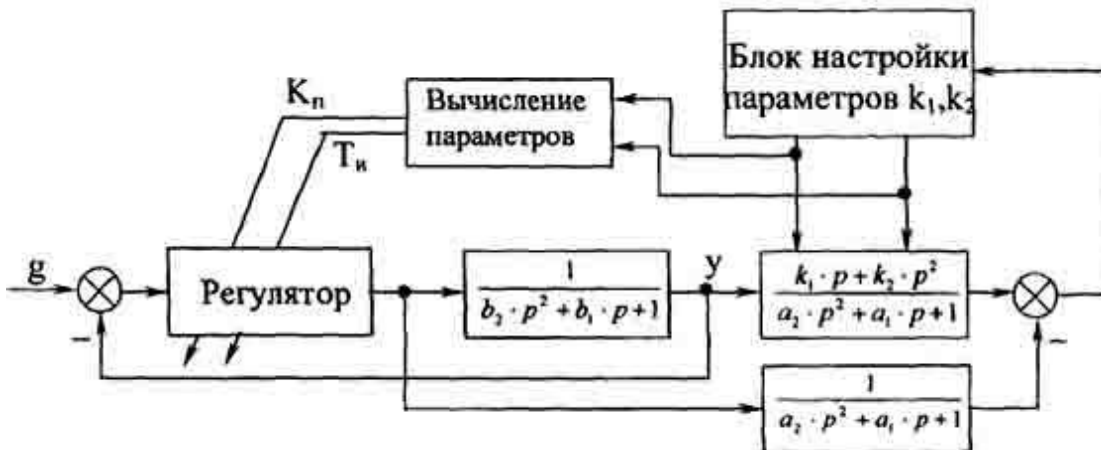 Блок настройки
параметров k₁,k₂
Kп
Вычисление
параметров
Tи
g
Регулятор
1
b₂ · p² + b₁ · p + 1
y
k₁ · p + k₂ · p²
a₂ · p² + a₁ · p + 1
−
~
1
a₂ · p² + a₁ · p + 1